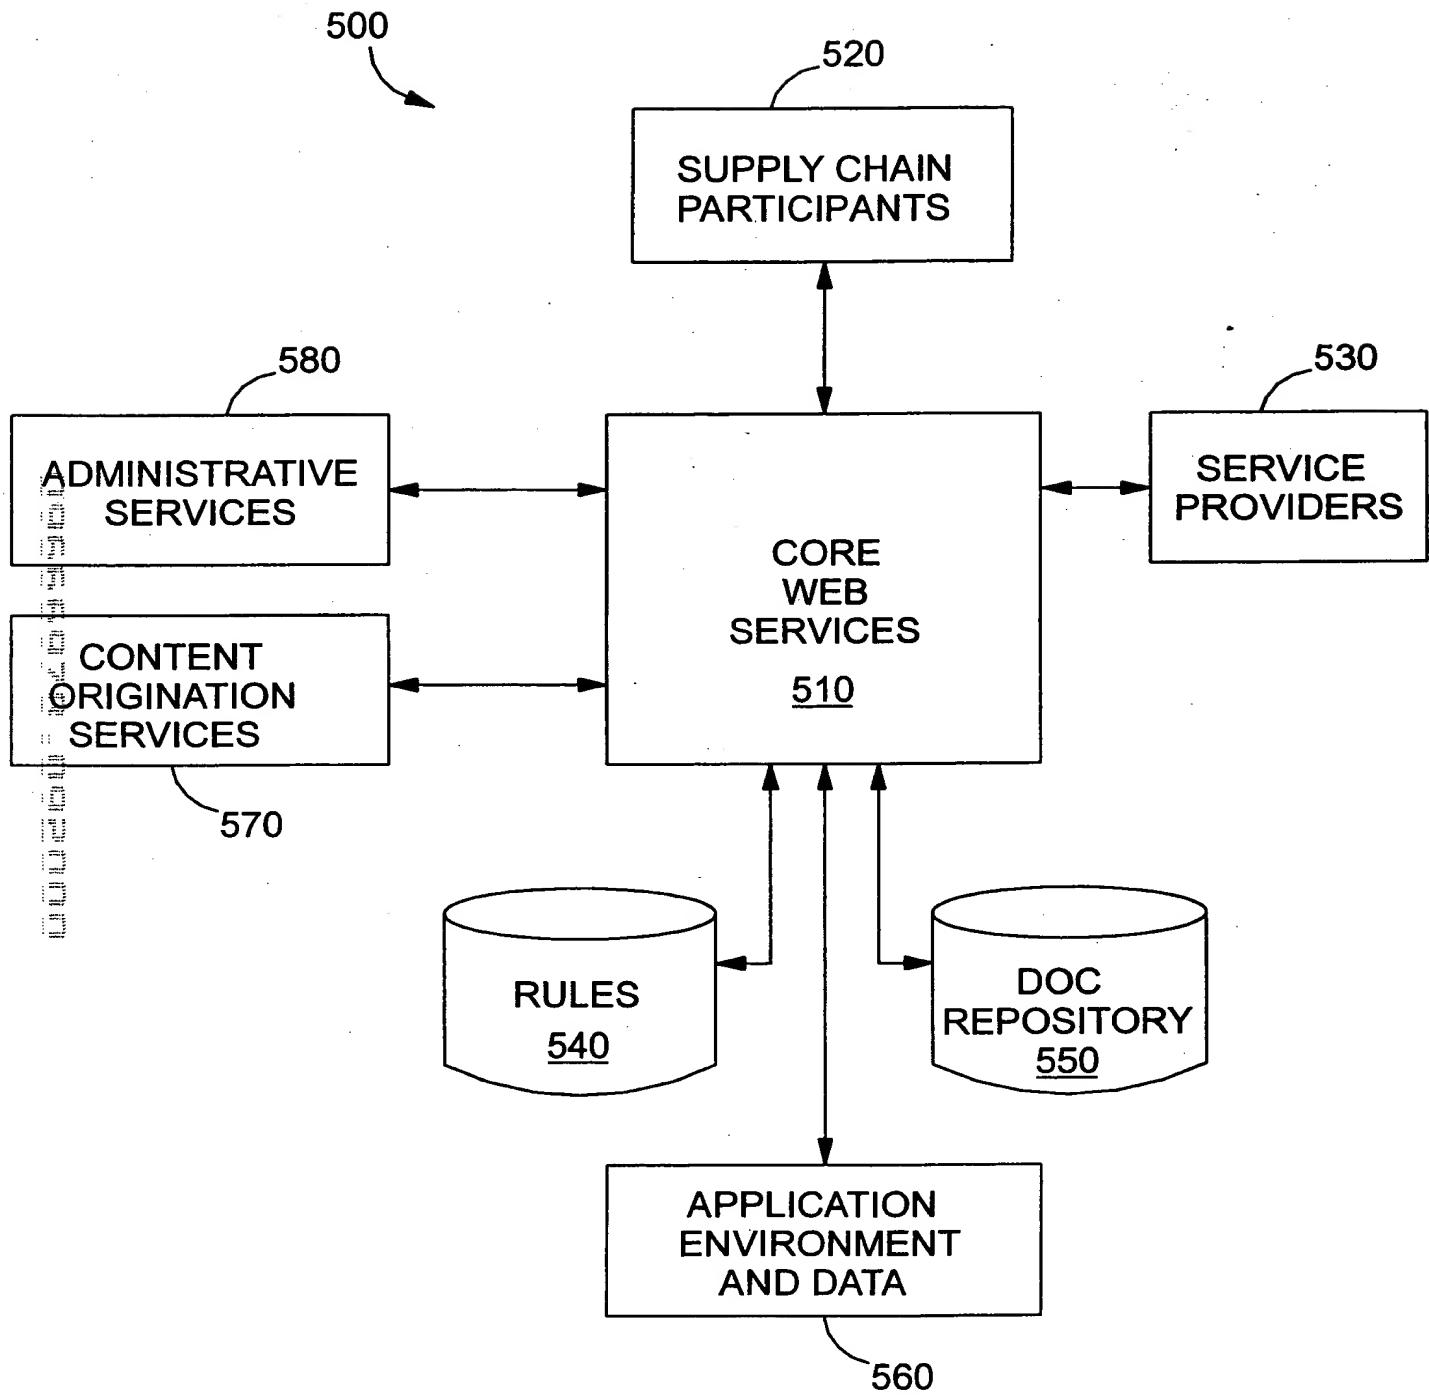 500
520
SUPPLY CHAIN
PARTICIPANTS
580
530
ADMINISTRATIVE
SERVICES
SERVICE
PROVIDERS
CORE
WEB
SERVICES
510
CONTENT
ORIGINATION
SERVICES
570
RULES
540
DOC
REPOSITORY
550
APPLICATION
ENVIRONMENT
AND DATA
560